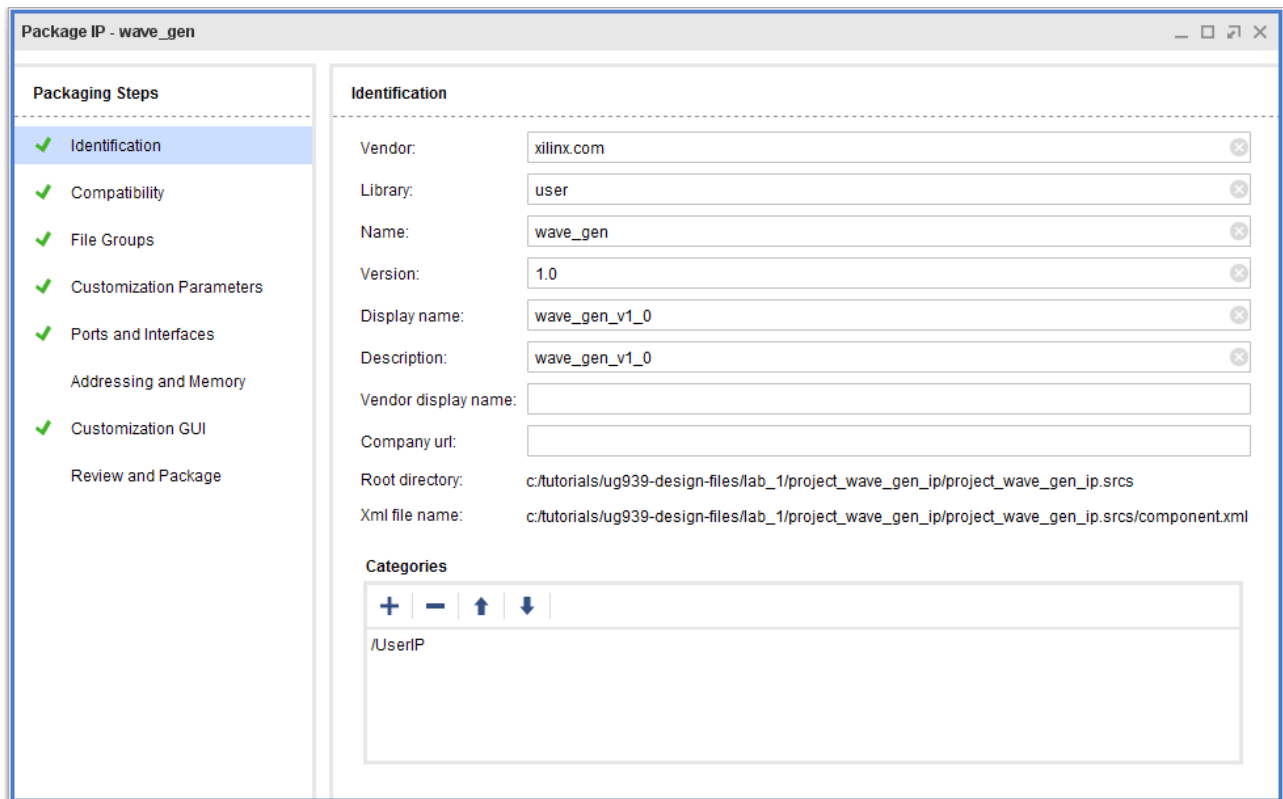 Package IP - wave_gen
Packaging Steps
Identification
Compatibility
File Groups
Customization Parameters
Ports and Interfaces
Addressing and Memory
Customization GUI
Review and Package
Identification
Vendor: xilinx.com
Library: user
Name: wave_gen
Version: 1.0
Display name: wave_gen_v1_0
Description: wave_gen_v1_0
Vendor display name:
Company url:
Root directory: c:/tutorials/ug939-design-files/lab_1/project_wave_gen_ip/project_wave_gen_ip.srcs
Xml file name: c:/tutorials/ug939-design-files/lab_1/project_wave_gen_ip/project_wave_gen_ip.srcs/component.xml
Categories
/UserIP